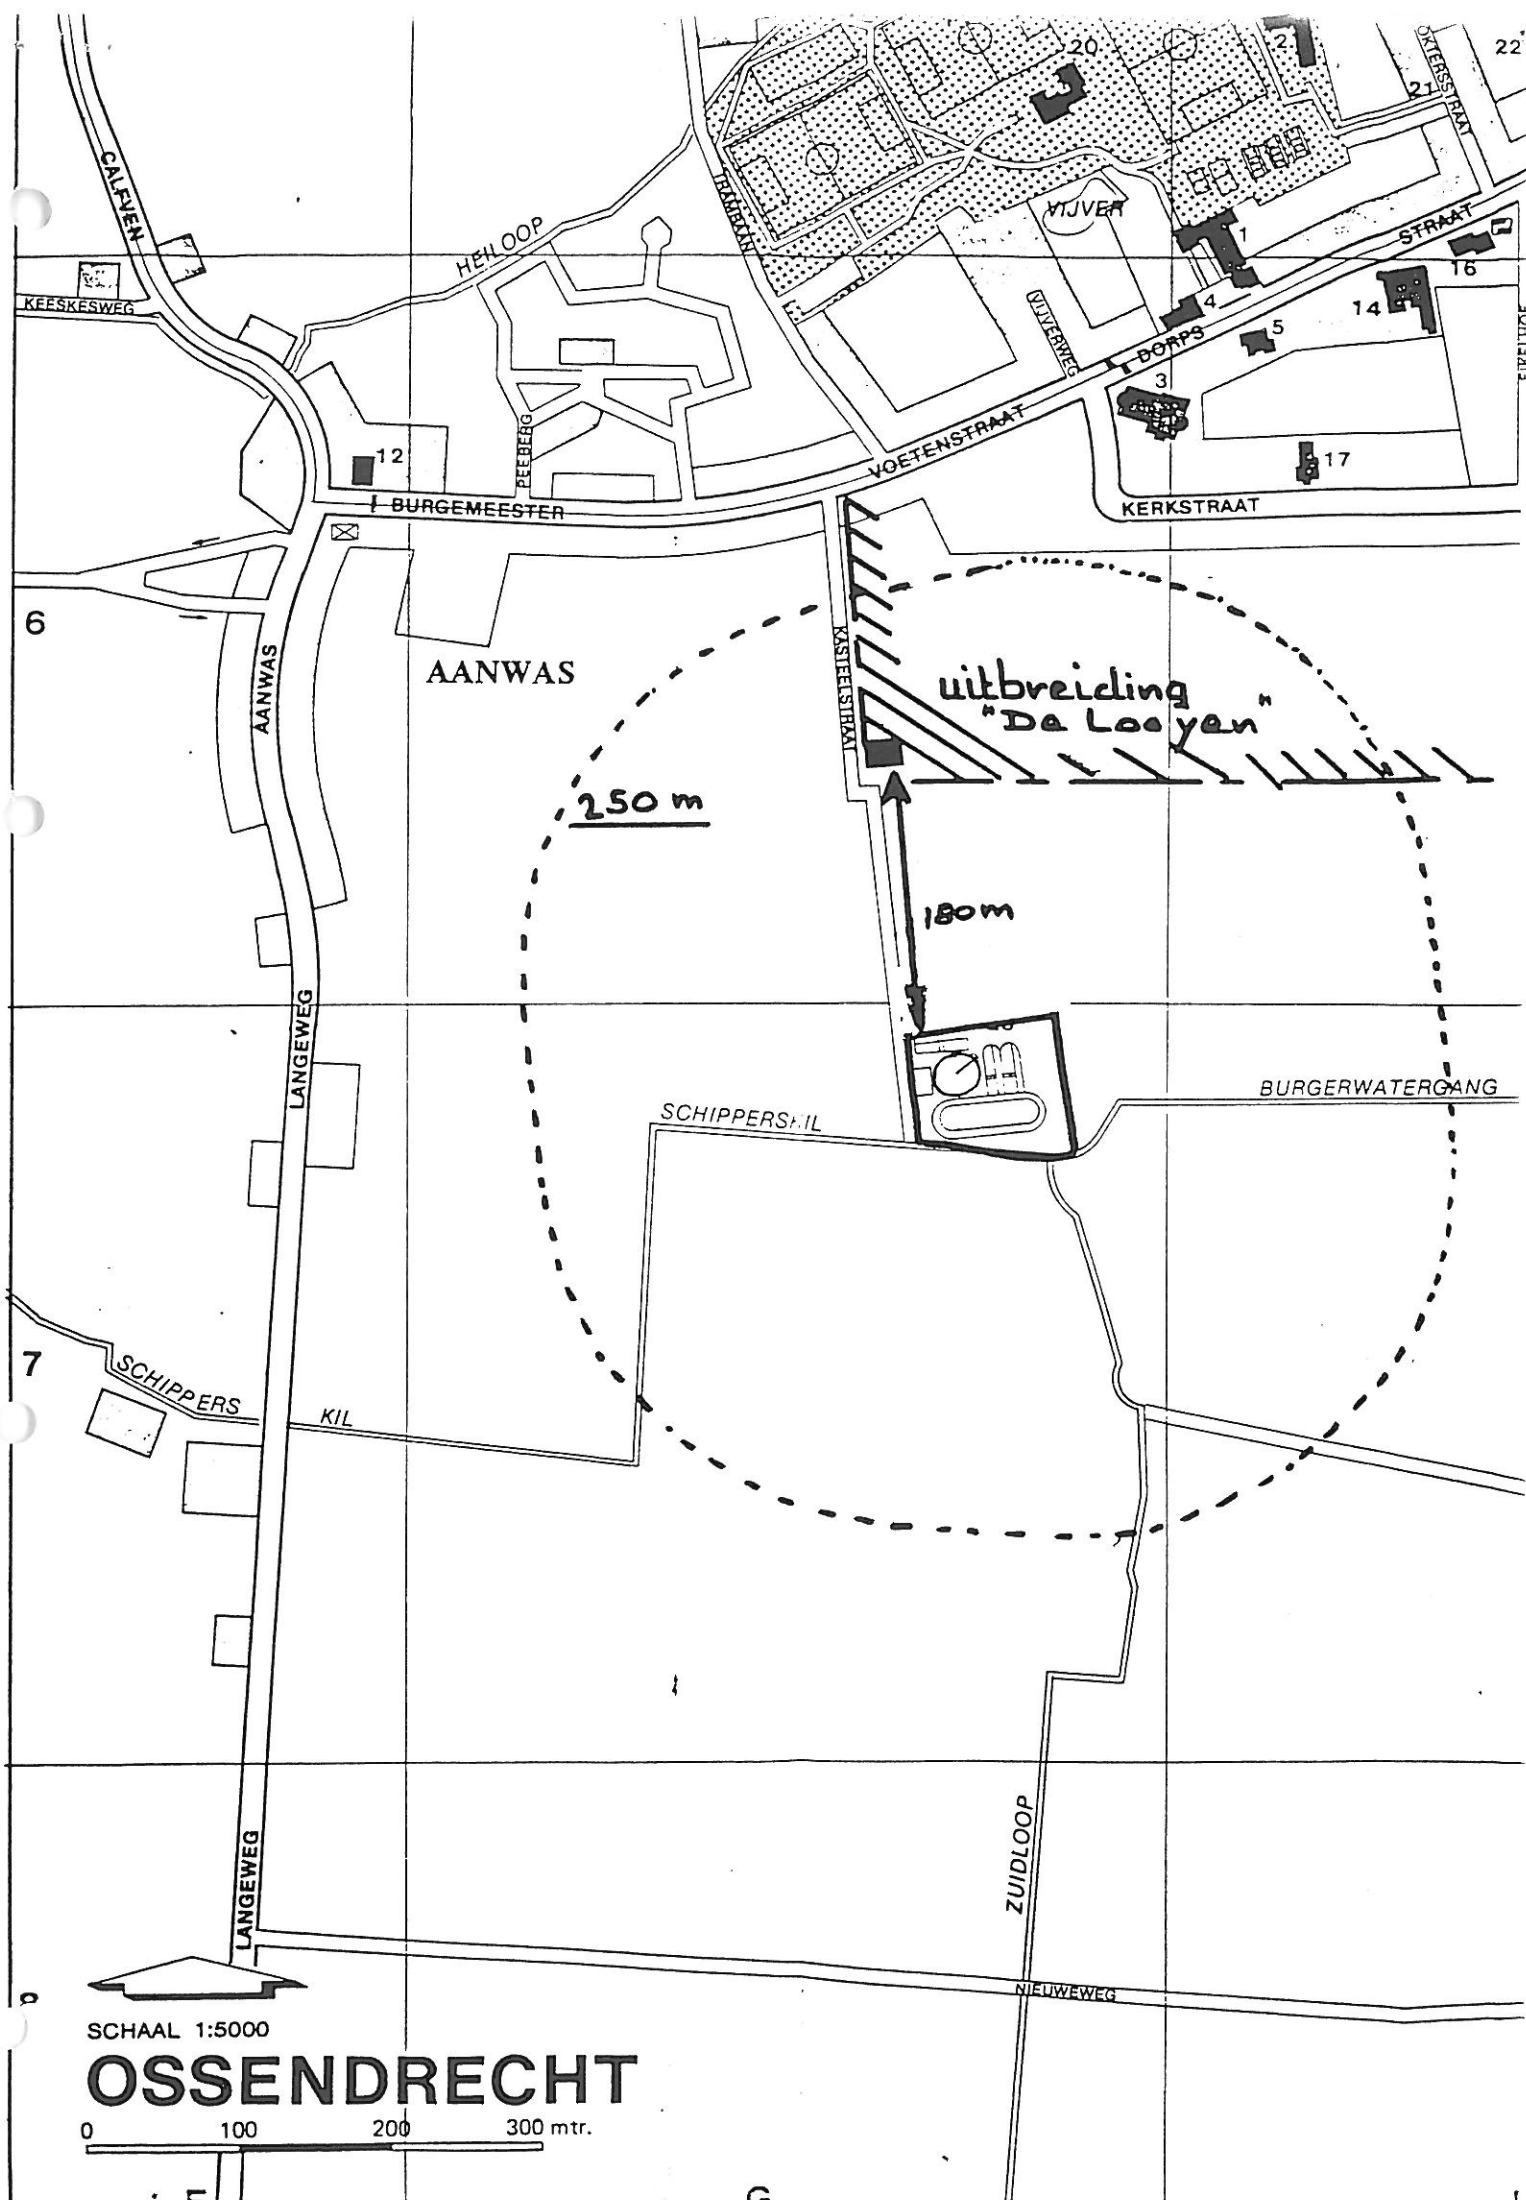 20
2
22
21
OKTERSSTRAAT
CALFVEN
TRAMBAAN
VIJVER
HEILOOP
1
STRAAT
16
KEESKESWEG
4
14
VIJVERWEG
DORPS
5
3
PEEBERG
VOETENSTRAAT
12
17
BURGEMEESTER
KERKSTRAAT
6
AANWAS
AANWAS
KASTEELSTRAAT
uitbreiding
"De Looyen"
250 m
180m
LANGEWEG
BURGERWATERGANG
SCHIPPERSKIL
7
SCHIPPERS
KIL
ZUIDLOOP
LANGEWEG
NIEUWEWEG
SCHAAL 1:5000
OSSENDRECHT
0 100 200 300 mtr.